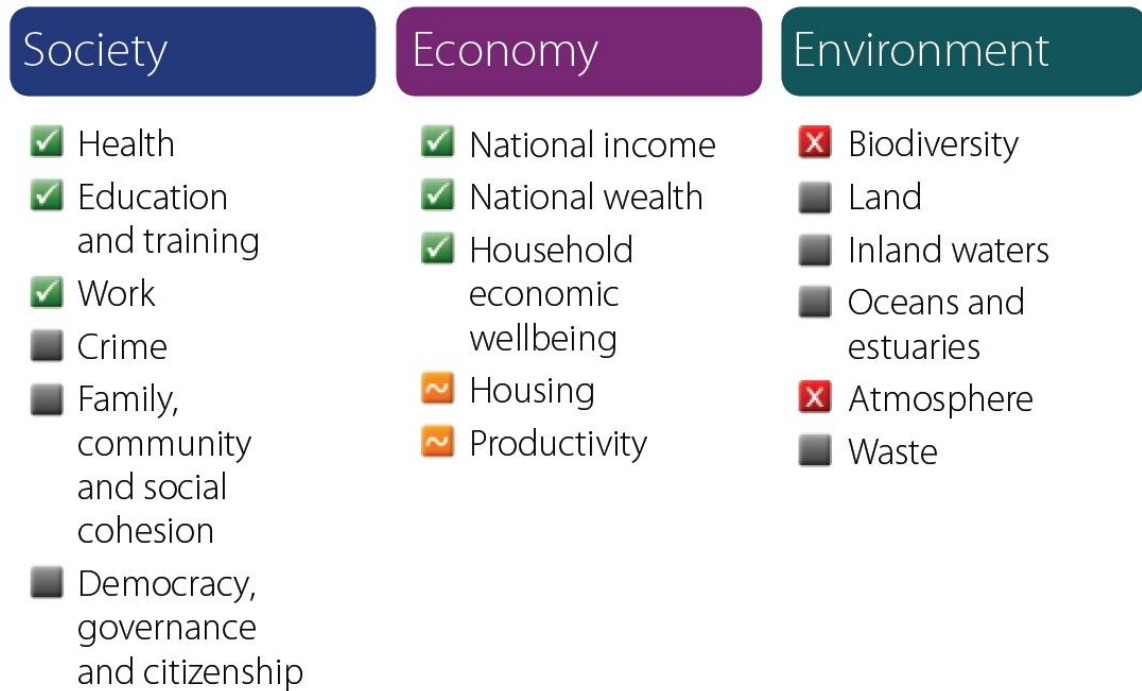 Society
Health
Education
and training
Work
Crime
Family,
community
and social
cohesion
Democracy,
governance
and citizenship
Economy
National income
National wealth
Household
economic
wellbeing
Housing
Productivity
Environment
Biodiversity
Land
Inland waters
Oceans and
estuaries
Atmosphere
Waste